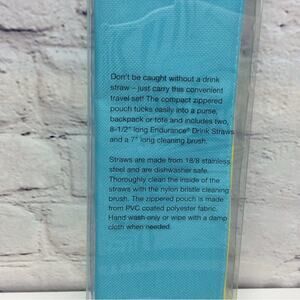 Don't be caught without a drink
straw – just carry this convenient
travel set! The compact zippered
pouch tucks easily into a purse,
backpack or tote and includes two,
8-1/2" long Endurance® Drink Straws
and a 7" long cleaning brush.
Straws are made from 18/8 stainless
steel and are dishwasher safe.
Thoroughly clean the inside of the
straws with the nylon bristle cleaning
brush. The zippered pouch is made
from PVC coated polyester fabric.
Hand wash only or wipe with a damp
cloth when needed.